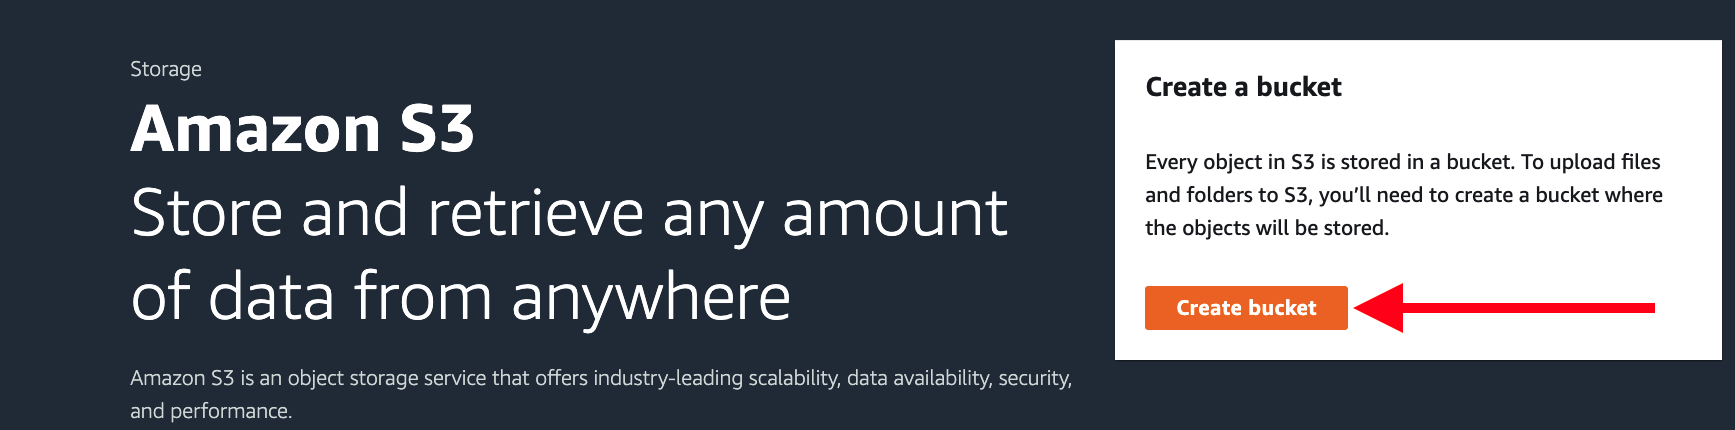 Storage
Amazon S3
Store and retrieve any amount
of data from anywhere
Amazon S3 is an object storage service that offers industry-leading scalability, data availability, security,
and performance.
Create a bucket
Every object in S3 is stored in a bucket. To upload files
and folders to S3, you’ll need to create a bucket where
the objects will be stored.
Create bucket